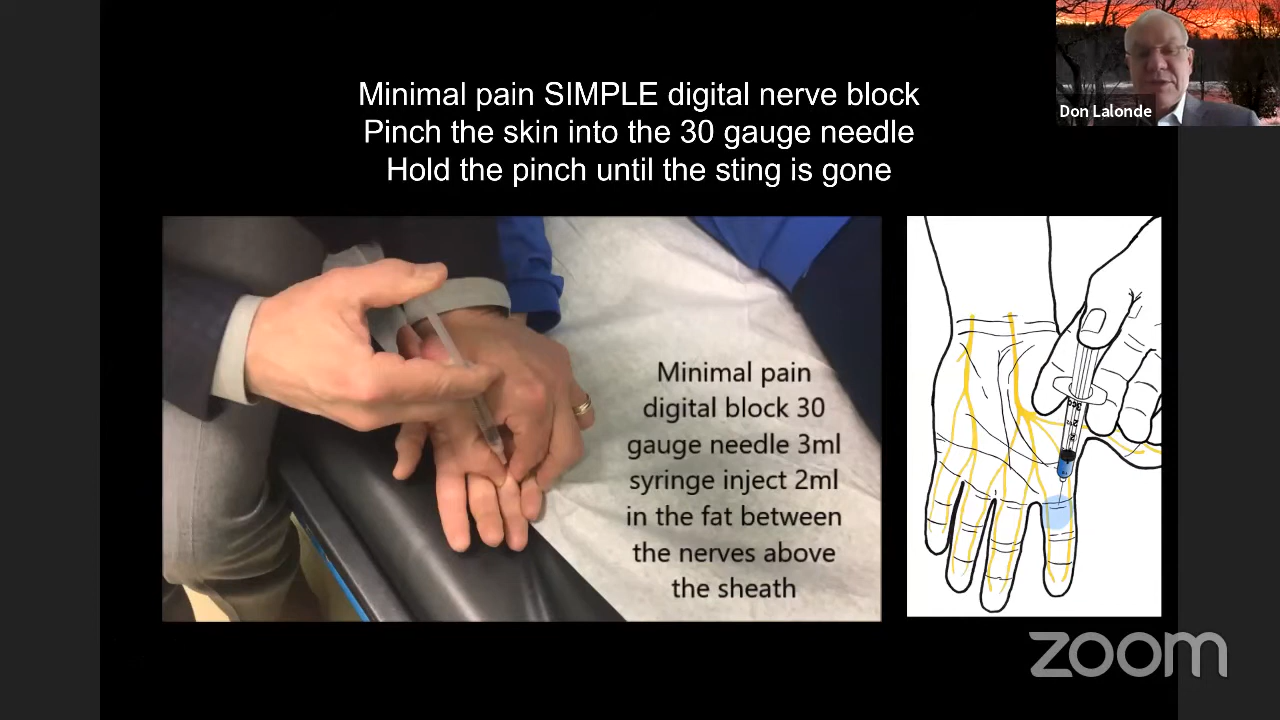 Minimal pain SIMPLE digital nerve block
Pinch the skin into the 30 gauge needle
Hold the pinch until the sting is gone
Don Lalonde
Minimal pain
digital block 30
gauge needle 3ml
syringe inject 2ml
in the fat between
the nerves above
the sheath
zoom